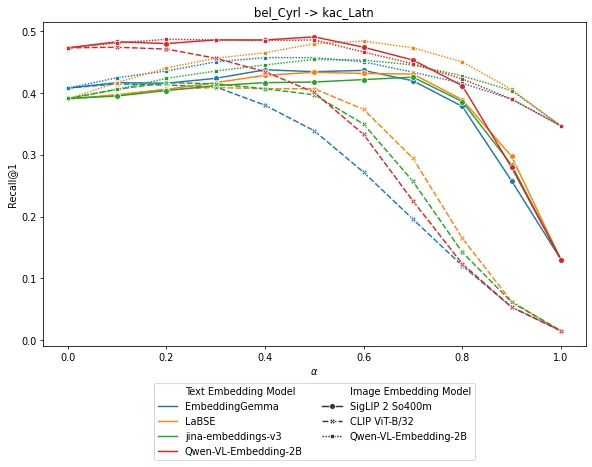 bel_Cyrl -> kac_Latn
Recall@1
0.5
0.4
0.3
0.2
0.1
0.0
0.0 0.2 0.4 0.6 0.8 1.0
α
Text Embedding Model
EmbeddingGemma
LaBSE
jina-embeddings-v3
Qwen-VL-Embedding-2B
Image Embedding Model
SigLIP 2 So400m
CLIP ViT-B/32
Qwen-VL-Embedding-2B